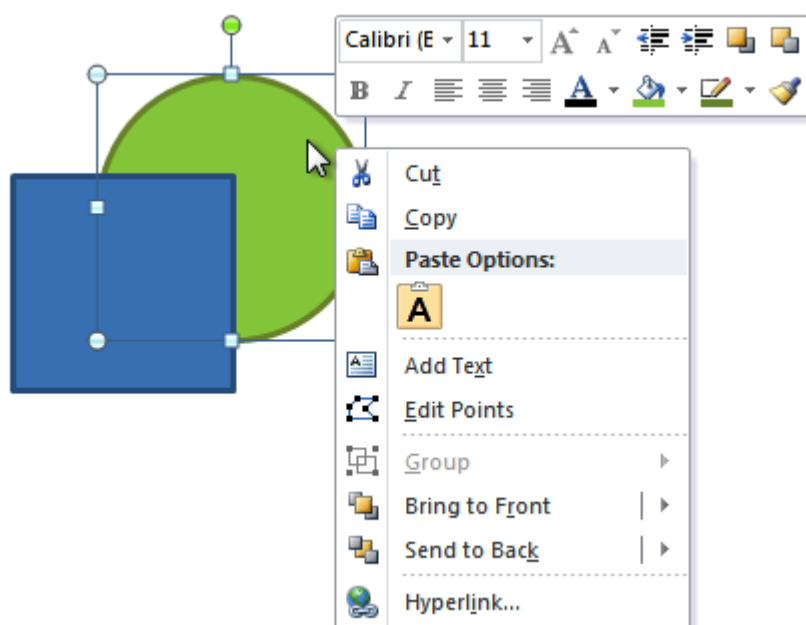 Calibri (E 11 A A
B I A
Cut
Copy
Paste Options:
A
Add Text
Edit Points
Group
Bring to Front
Send to Back
Hyperlink...